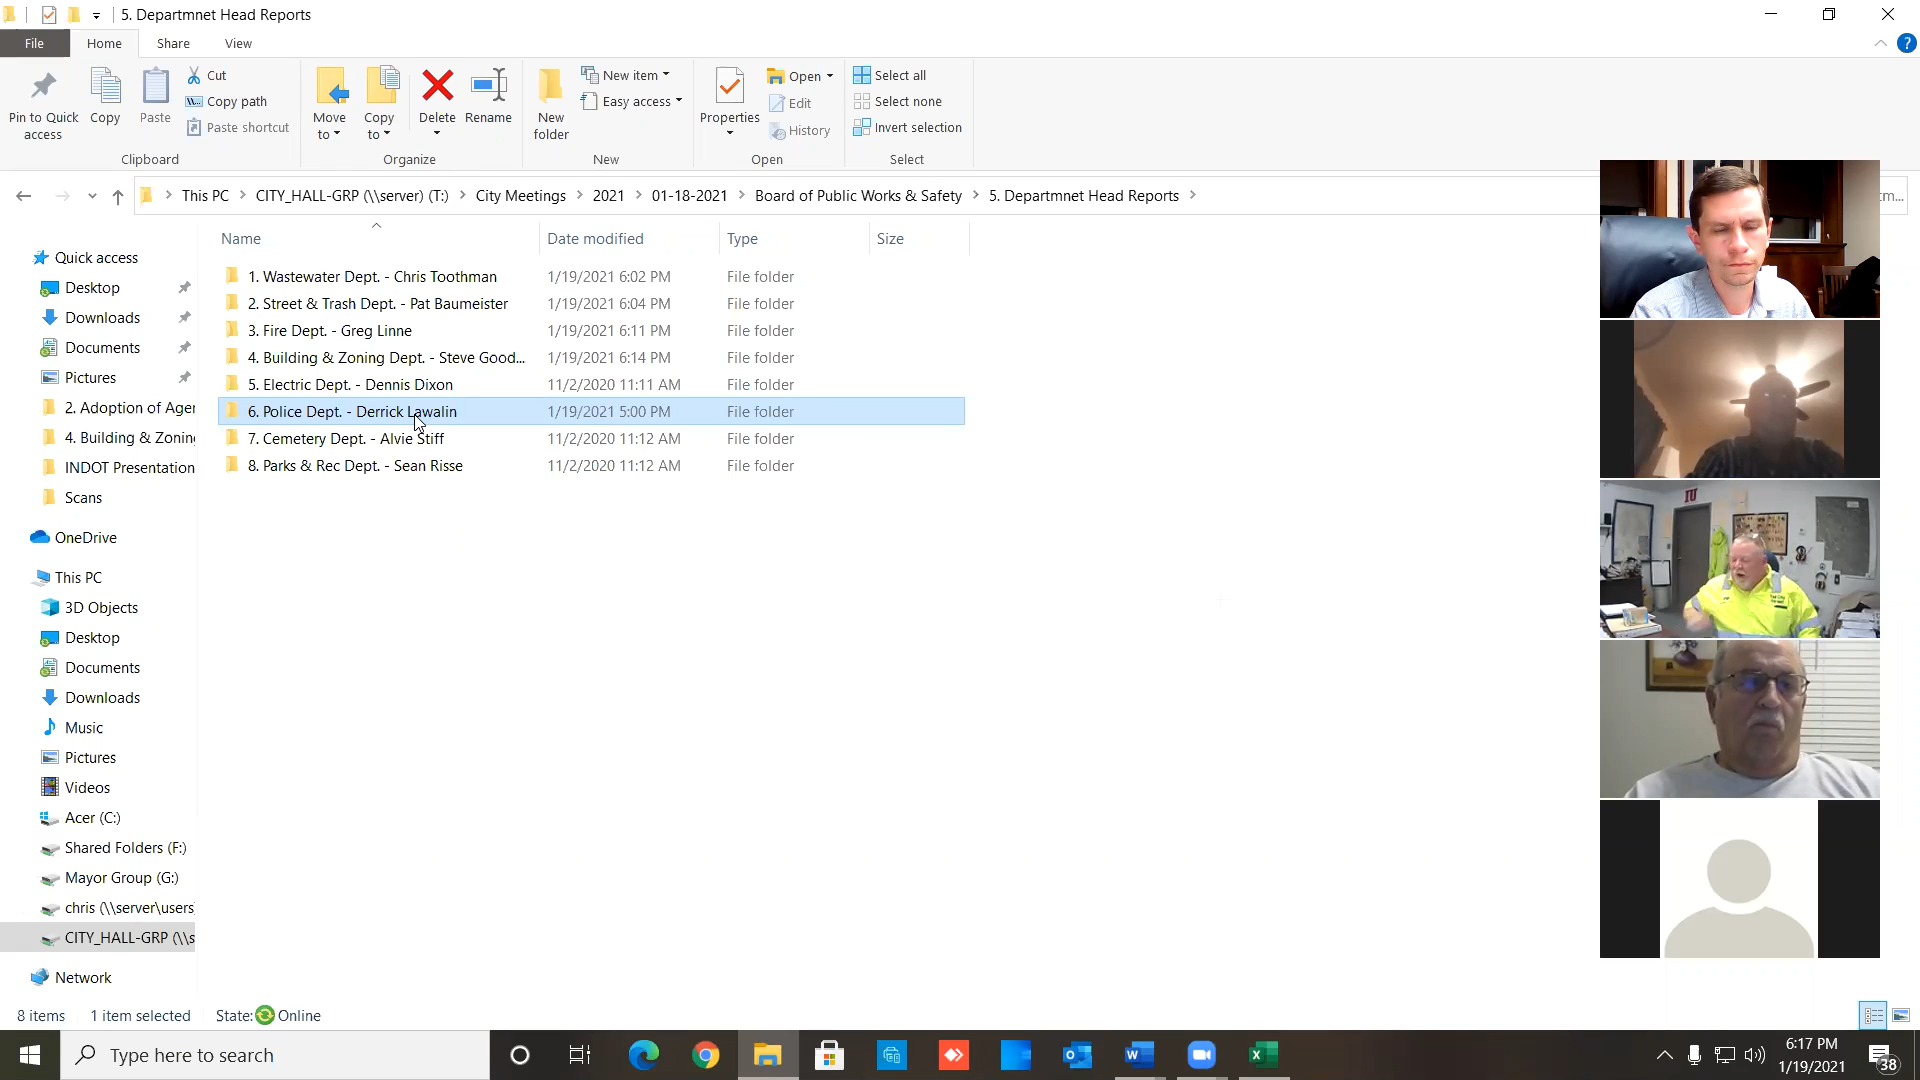 5. Departmnet Head Reports
File
Home
Share
View
Pin to Quick access
Copy
Paste
Cut
Copy path
Paste shortcut
Clipboard
Move to
Copy to
Delete
Rename
Organize
New folder
New item
Easy access
New
Properties
Open
Edit
History
Open
Select all
Select none
Invert selection
Select
This PC
CITY_HALL-GRP (\\server) (T:)
City Meetings
2021
01-18-2021
Board of Public Works & Safety
5. Departmnet Head Reports
Name
Date modified
Type
Size
1. Wastewater Dept. - Chris Toothman 1/19/2021 6:02 PM File folder
2. Street & Trash Dept. - Pat Baumeister 1/19/2021 6:04 PM File folder
3. Fire Dept. - Greg Linne 1/19/2021 6:11 PM File folder
4. Building & Zoning Dept. - Steve Good... 1/19/2021 6:14 PM File folder
5. Electric Dept. - Dennis Dixon 11/2/2020 11:11 AM File folder
6. Police Dept. - Derrick Lawalin 1/19/2021 5:00 PM File folder
7. Cemetery Dept. - Alvie Stiff 11/2/2020 11:12 AM File folder
8. Parks & Rec Dept. - Sean Risse 11/2/2020 11:12 AM File folder
Quick access
Desktop
Downloads
Documents
Pictures
2. Adoption of Ager
4. Building & Zonin
INDOT Presentation
Scans
OneDrive
This PC
3D Objects
Desktop
Documents
Downloads
Music
Pictures
Videos
Acer (C:)
Shared Folders (F:)
Mayor Group (G:)
chris (\\server\users
CITY_HALL-GRP (\\s
Network
IU
8 items
1 item selected
State: Online
Type here to search
6:17 PM
1/19/2021
38